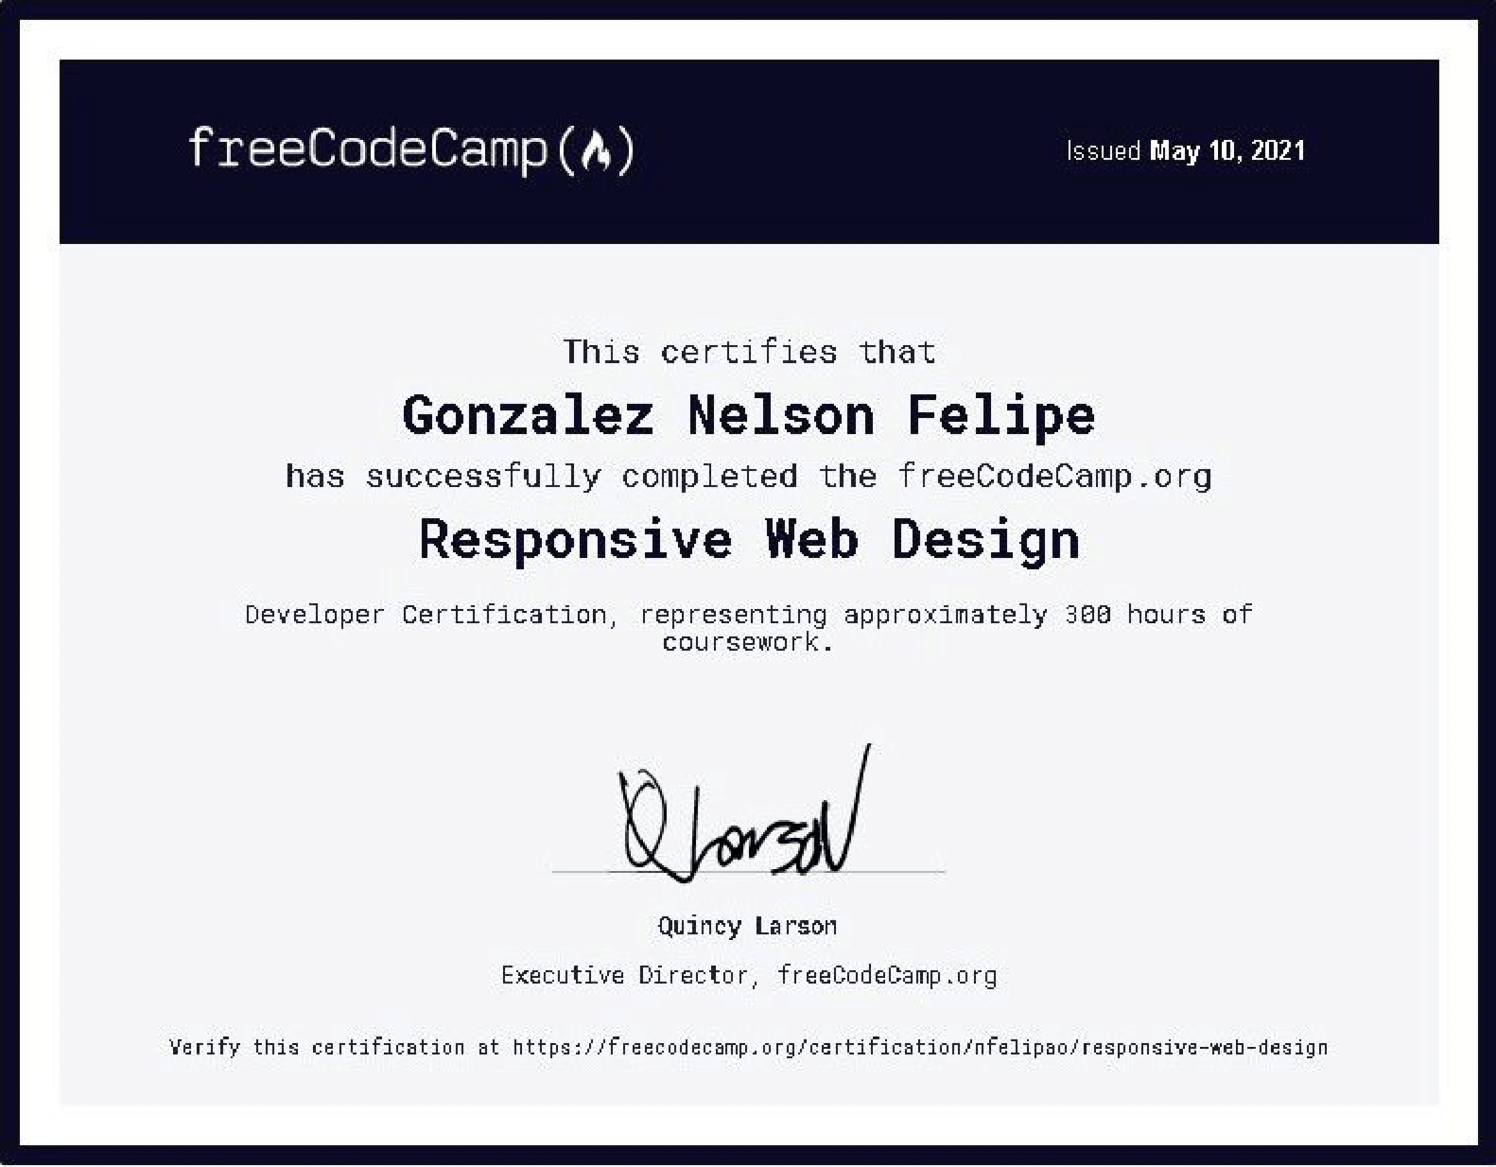 freeCodeCamp(🔥)
Issued May 10, 2021
This certifies that
Gonzalez Nelson Felipe
has successfully completed the freeCodeCamp.org
Responsive Web Design
Developer Certification, representing approximately 300 hours of
coursework.
Q Larson
Quincy Larson
Executive Director, freeCodeCamp.org
Verify this certification at https://freecodecamp.org/certification/nfelipao/responsive-web-design